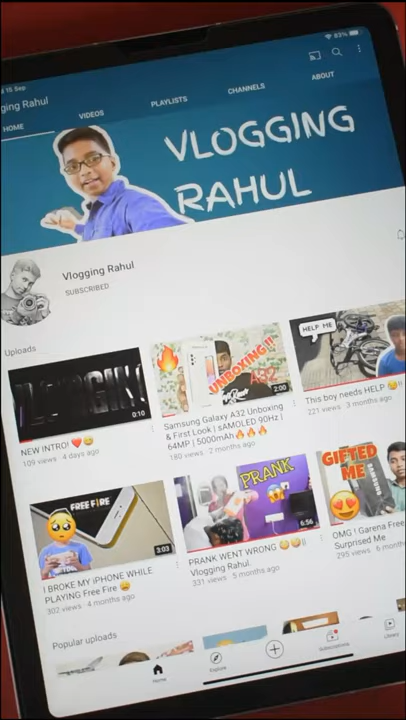 15 Sep
83%
ging Rahul
HOME
VIDEOS
PLAYLISTS
CHANNELS
ABOUT
VLOGGING
RAHUL
Vlogging Rahul
SUBSCRIBED
Uploads
0:10
NEW INTRO! ❤️😅
109 views · 4 days ago
UNBOXING !!
A32
2:00
Samsung Galaxy A32 Unboxing
& First Look | sAMOLED 90Hz |
64MP | 5000mAh🔥🔥🔥
180 views · 2 months ago
HELP ME
This boy needs HELP 😂!!
221 views · 3 months ago
FREE FIRE
3:03
I BROKE MY iPHONE WHILE
PLAYING Free Fire 😩
302 views · 4 months ago
PRANK
6:56
PRANK WENT WRONG 😂😂!!
Vlogging Rahul
331 views · 5 months ago
GIFTED
ME
OMG ! Garena Free
Surprised Me
295 views · 6 month
Popular uploads
Home
Explore
Subscriptions
Library